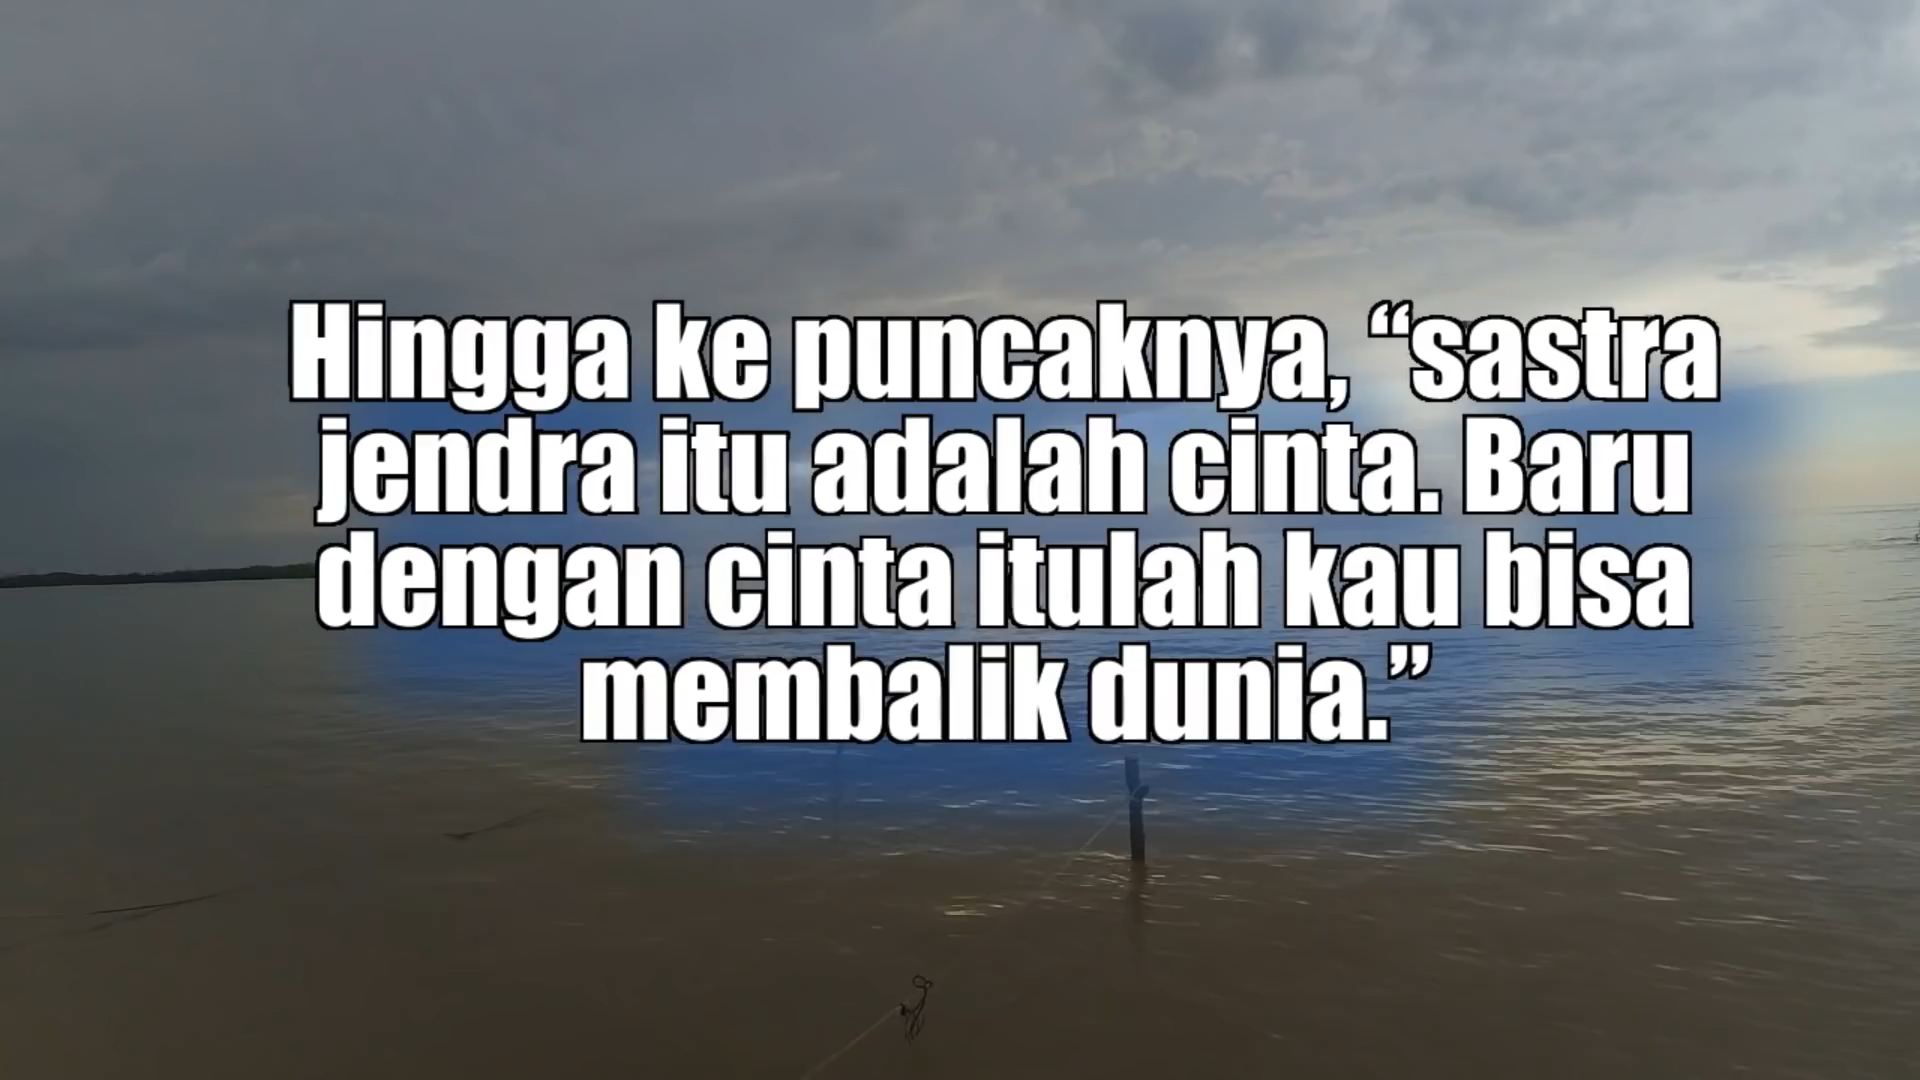 Hingga ke puncaknya, “sastra
jendra itu adalah cinta. Baru
dengan cinta itulah kau bisa
membalik dunia.”